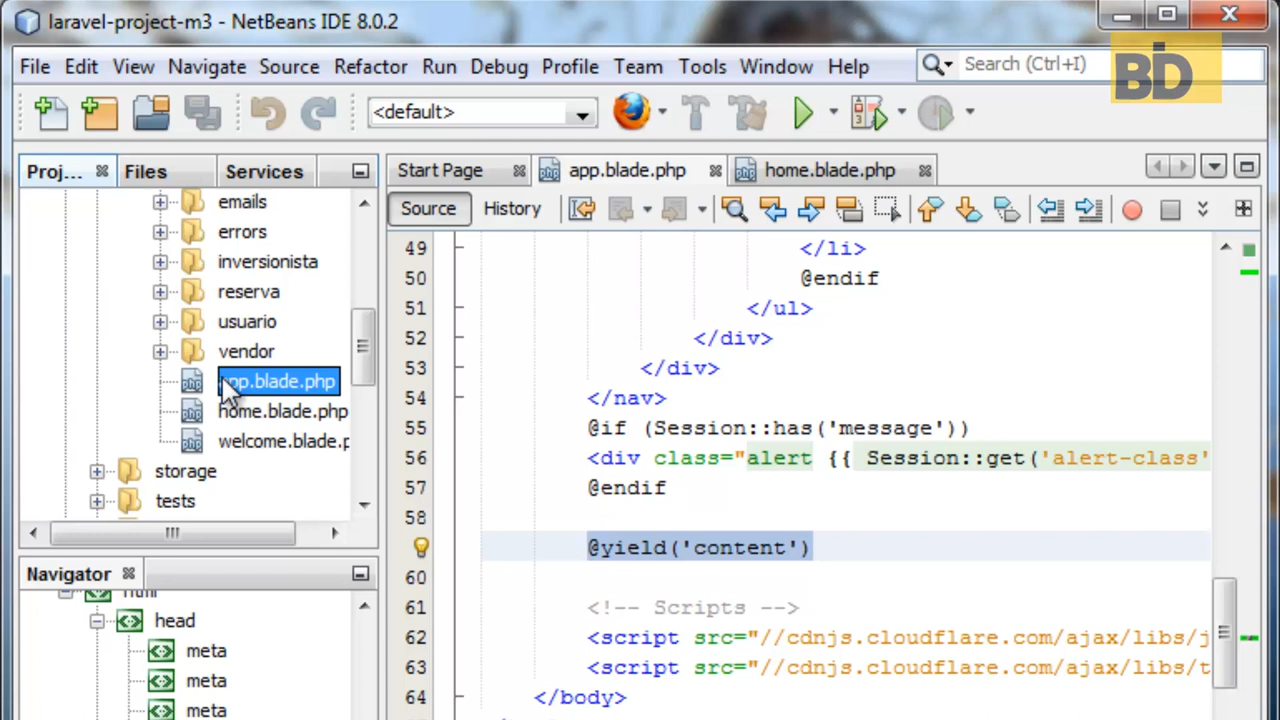 laravel-project-m3 - NetBeans IDE 8.0.2
BD
File Edit View Navigate Source Refactor Run Debug Profile Team Tools Window Help
Search (Ctrl+I)
<default>
Proj... Files Services
Start Page app.blade.php home.blade.php
Source History
emails
errors
inversionista
reserva
usuario
vendor
app.blade.php
home.blade.php
welcome.blade.p
storage
tests
Navigator
html
head
meta
meta
meta
49 </li>
50 @endif
51 </ul>
52 </div>
53 </div>
54 </nav>
55 @if (Session::has('message'))
56 <div class="alert {{ Session::get('alert-class'
57 @endif
58
@yield('content')
60
61 <!-- Scripts -->
62 <script src="//cdnjs.cloudflare.com/ajax/libs/j
63 <script src="//cdnjs.cloudflare.com/ajax/libs/t
64 </body>